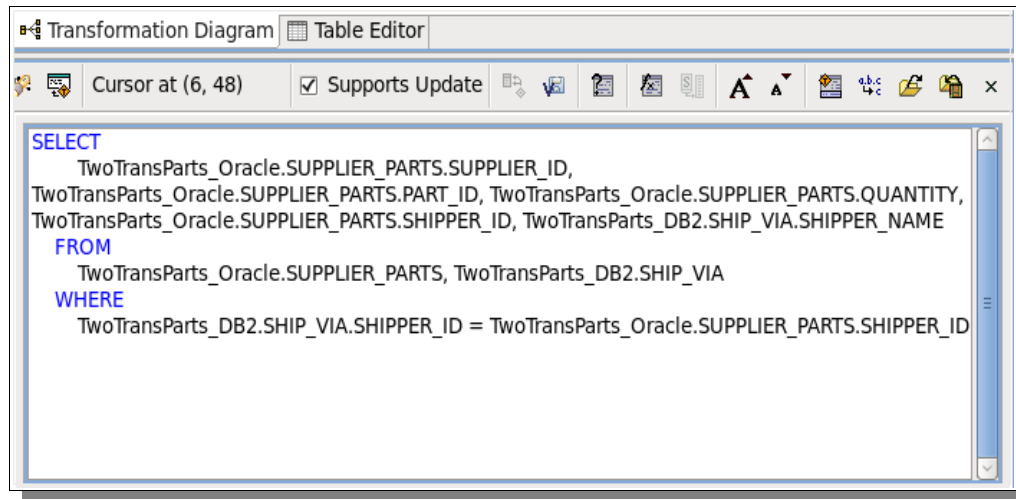 Transformation Diagram Table Editor
Cursor at (6, 48) Supports Update
SELECT
TwoTransParts_Oracle.SUPPLIER_PARTS.SUPPLIER_ID,
TwoTransParts_Oracle.SUPPLIER_PARTS.PART_ID, TwoTransParts_Oracle.SUPPLIER_PARTS.QUANTITY,
TwoTransParts_Oracle.SUPPLIER_PARTS.SHIPPER_ID, TwoTransParts_DB2.SHIP_VIA.SHIPPER_NAME
FROM
TwoTransParts_Oracle.SUPPLIER_PARTS, TwoTransParts_DB2.SHIP_VIA
WHERE
TwoTransParts_DB2.SHIP_VIA.SHIPPER_ID = TwoTransParts_Oracle.SUPPLIER_PARTS.SHIPPER_ID